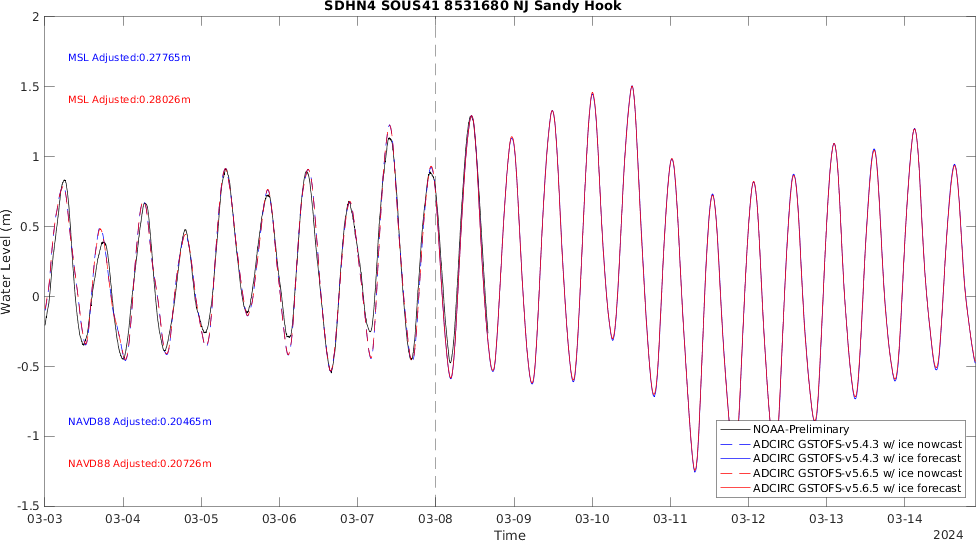 SDHN4 SOUS41 8531680 NJ Sandy Hook
2
1.5
1
0.5
0
-0.5
-1
-1.5
Water Level (m)
MSL Adjusted:0.27765m
MSL Adjusted:0.28026m
NAVD88 Adjusted:0.20465m
NAVD88 Adjusted:0.20726m
NOAA-Preliminary
ADCIRC GSTOFS-v5.4.3 w/ ice nowcast
ADCIRC GSTOFS-v5.4.3 w/ ice forecast
ADCIRC GSTOFS-v5.6.5 w/ ice nowcast
ADCIRC GSTOFS-v5.6.5 w/ ice forecast
03-03 03-04 03-05 03-06 03-07 03-08 03-09 03-10 03-11 03-12 03-13 03-14
Time
2024